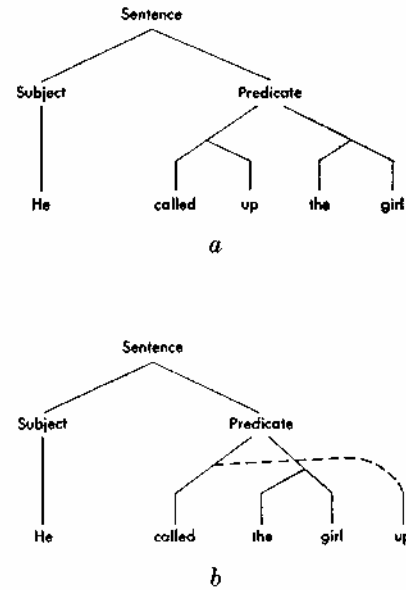 Sentence
Subject Predicate
He called up the girl
a
Sentence
Subject Predicate
He called the girl up
b